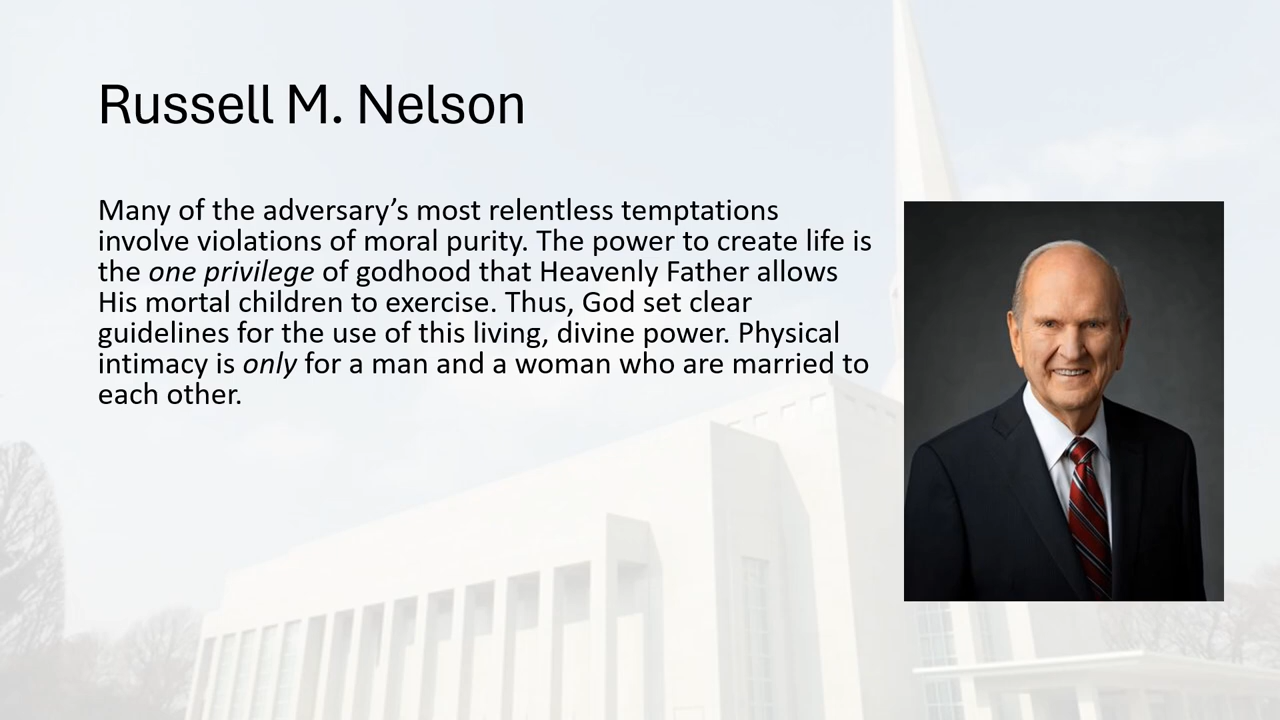 Russell M. Nelson
Many of the adversary’s most relentless temptations
involve violations of moral purity. The power to create life is
the one privilege of godhood that Heavenly Father allows
His mortal children to exercise. Thus, God set clear
guidelines for the use of this living, divine power. Physical
intimacy is only for a man and a woman who are married to
each other.